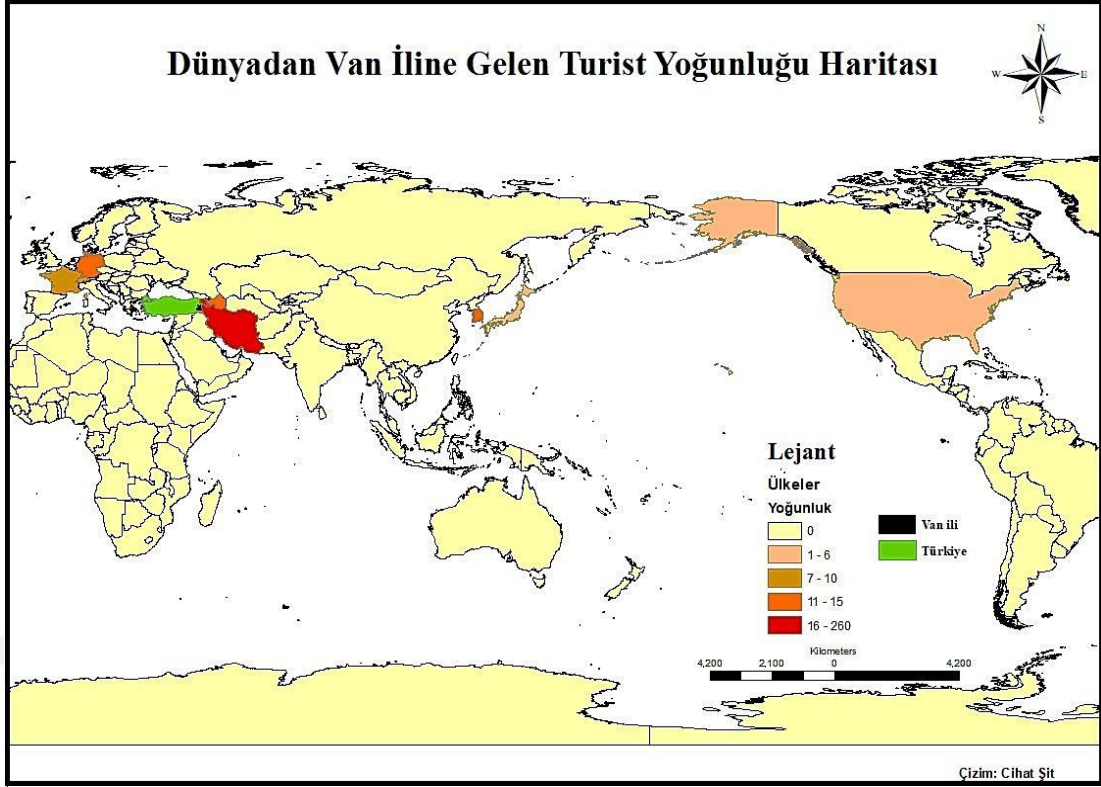 Dünyadan Van İline Gelen Turist Yoğunluğu Haritası
N
W
E
S
Lejant
Ülkeler
Yoğunluk
0
1 - 6
7 - 10
11 - 15
16 - 260
Van ili
Türkiye
Kilometers
4,200 2,100 0 4,200
Çizim: Cihat Şit